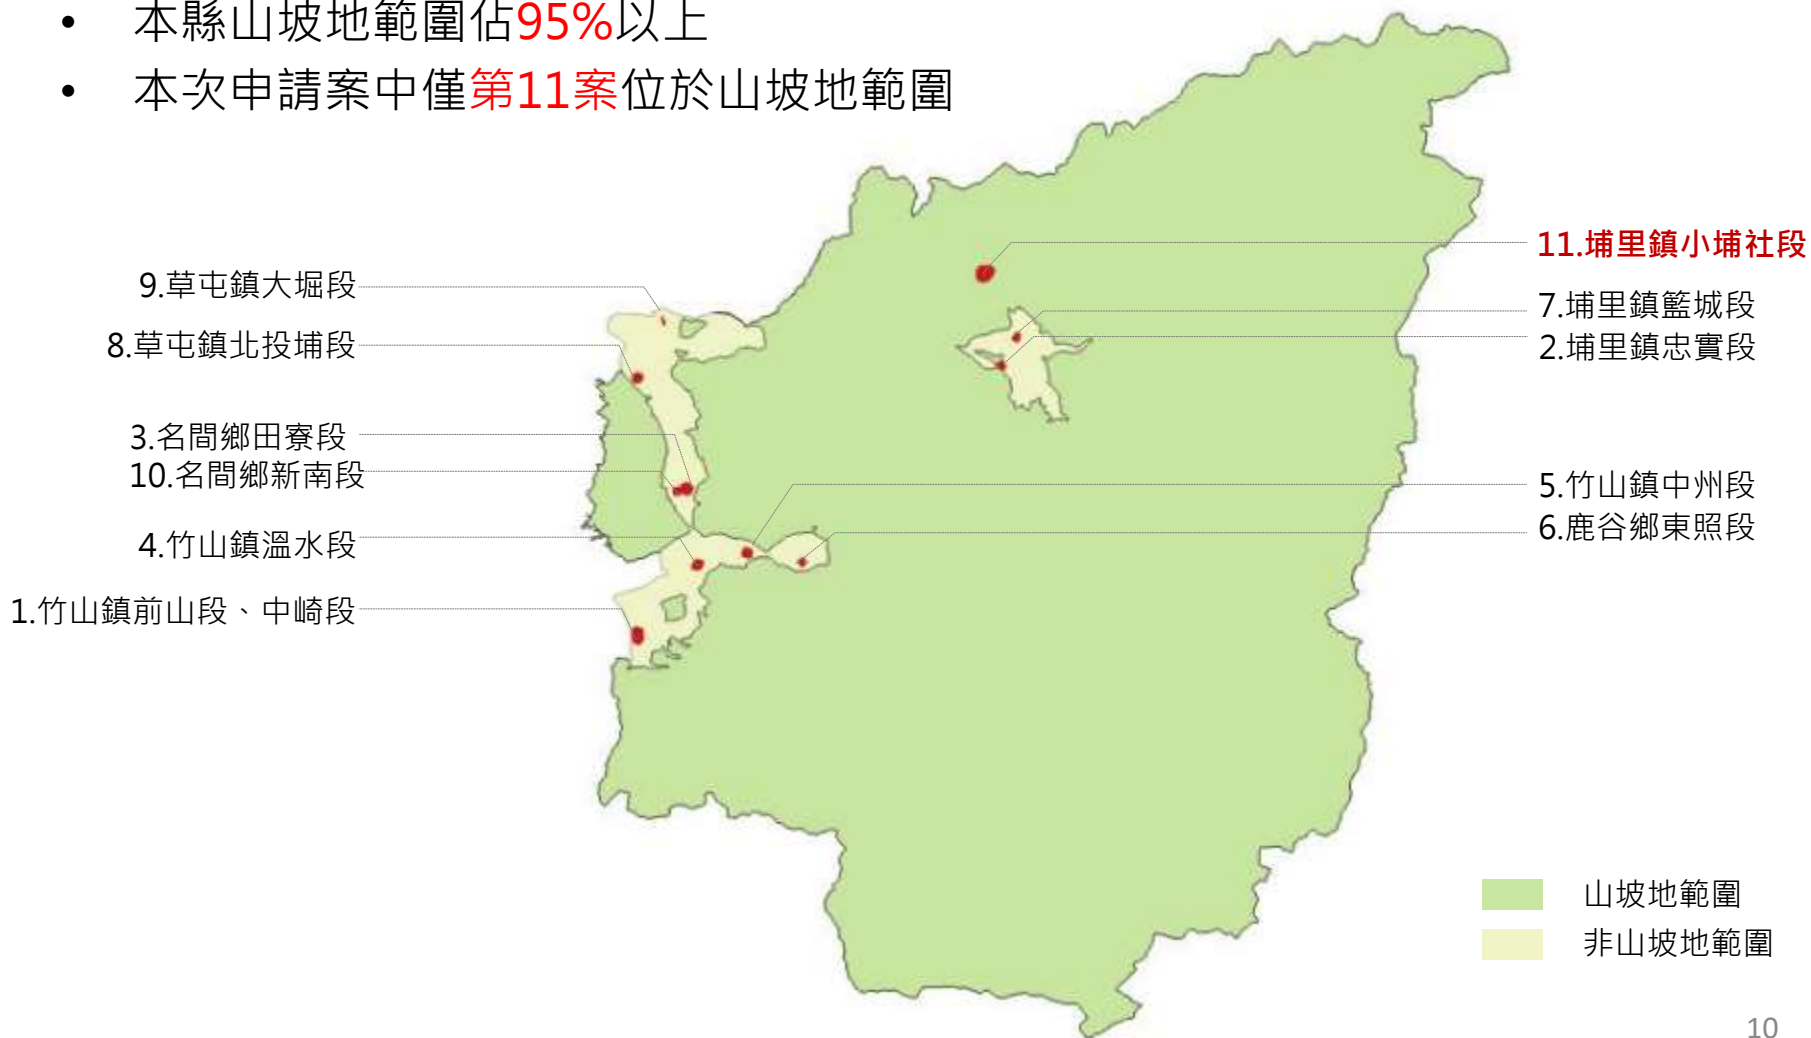 • 本縣山坡地範圍佔95%以上
• 本次申請案中僅第11案位於山坡地範圍
9.草屯鎮大堀段
8.草屯鎮北投埔段
3.名間鄉田寮段
10.名間鄉新南段
4.竹山鎮溫水段
1.竹山鎮前山段、中崎段
11.埔里鎮小埔社段
7.埔里鎮籃城段
2.埔里鎮忠實段
5.竹山鎮中州段
6.鹿谷鄉東照段
山坡地範圍
非山坡地範圍
10